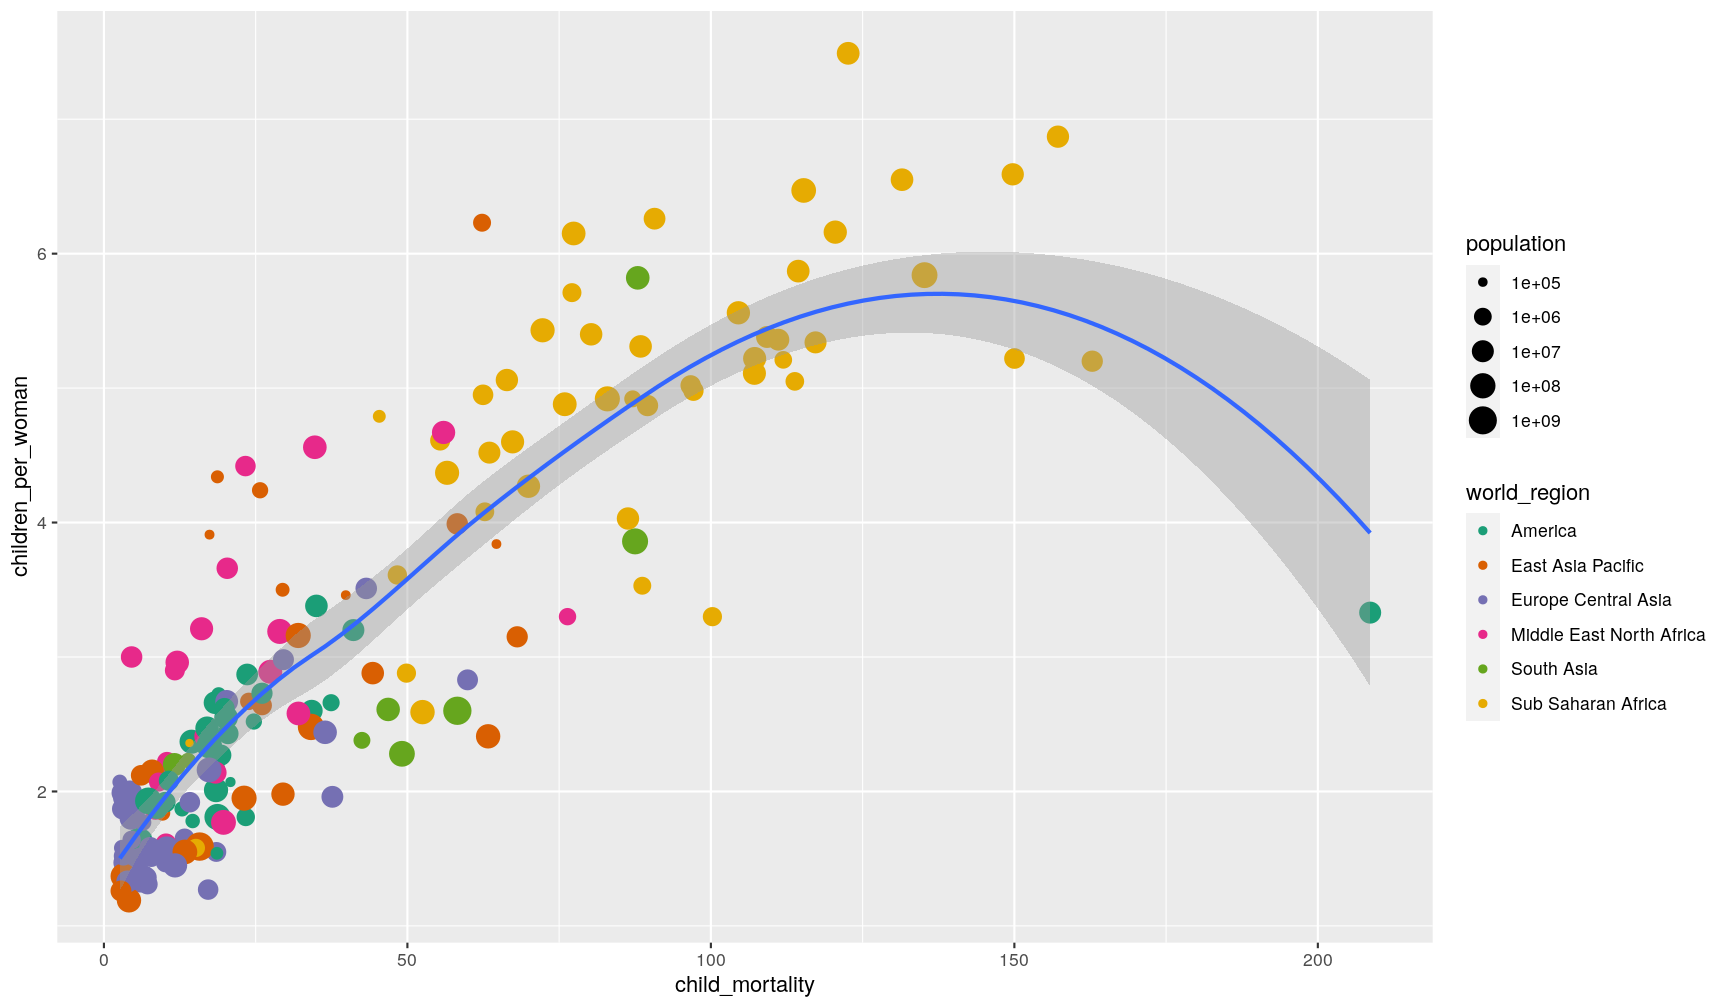 children_per_woman
6
4
2
0
50
100
150
200
child_mortality
population
1e+05
1e+06
1e+07
1e+08
1e+09
world_region
America
East Asia Pacific
Europe Central Asia
Middle East North Africa
South Asia
Sub Saharan Africa